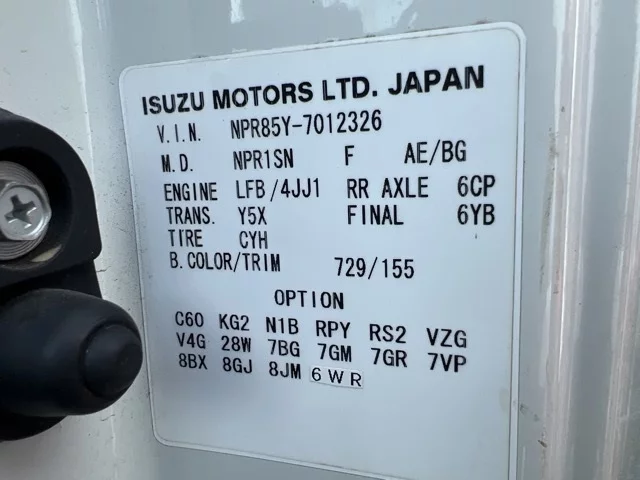 ISUZU MOTORS LTD. JAPAN
V.I.N. NPR85Y-7012326
M.D. NPR1SN F AE/BG
ENGINE LFB/4JJ1 RR AXLE 6CP
TRANS. Y5X FINAL 6YB
TIRE CYH
B.COLOR/TRIM 729/155
OPTION
C60 KG2 N1B RPY RS2 VZG
V4G 28W 7BG 7GM 7GR 7VP
8BX 8GJ 8JM 6WR